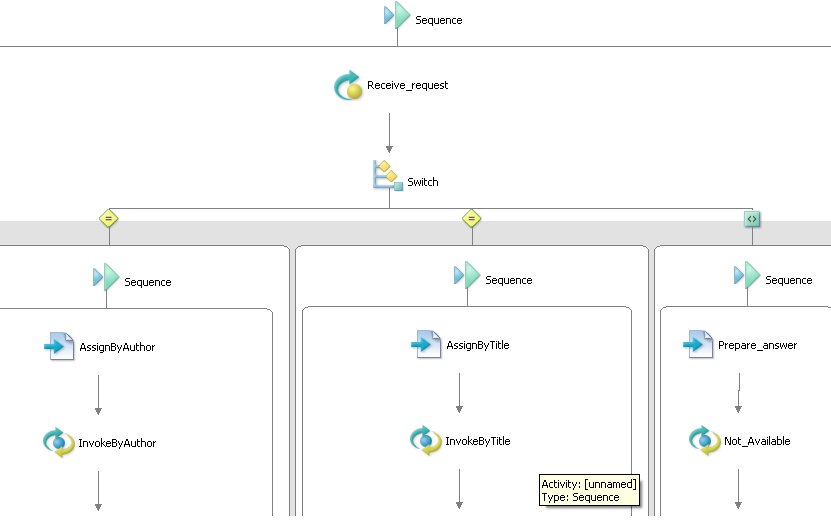 Sequence
Receive_request
Switch
=
=
<>
Sequence
Sequence
Sequence
AssignByAuthor
AssignByTitle
Prepare_answer
InvokeByAuthor
InvokeByTitle
Not_Available
Activity: [unnamed]
Type: Sequence